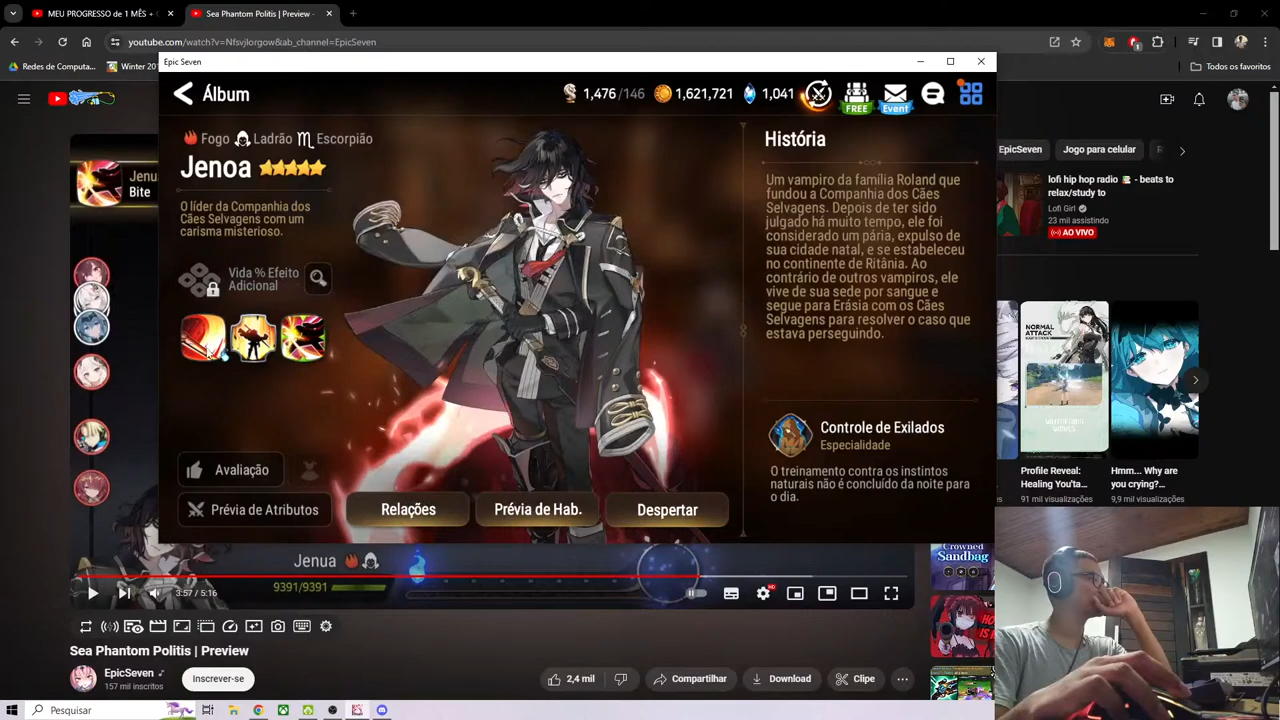 MEU PROGRESSO de 1 MÊS +
Sea Phantom Politis | Preview -
youtube.com/watch?v=Nfsvjlorgow&ab_channel=EpicSeven
Redes de Computa...
Winter 201
Todos os favoritos
Epic Seven
Álbum
1,476/146
1,621,721
1,041
FREE
Event
Fogo Ladrão Escorpião
Jenoa
O líder da Companhia dos
Cães Selvagens com um
carisma misterioso.
Vida % Efeito
Adicional
Avaliação
Prévia de Atributos
Relações
Prévia de Hab.
Despertar
História
Um vampiro da família Roland que
fundou a Companhia dos Cães
Selvagens. Depois de ter sido
julgado há muito tempo, ele foi
considerado um pária, expulso de
sua cidade natal, e se estabeleceu
no continente de Ritânia. Ao
contrário de outros vampiros, ele
vive de sua sede por sangue e
segue para Erásia com os Cães
Selvagens para resolver o caso que
estava perseguindo.
Controle de Exilados
Especialidade
O treinamento contra os instintos
naturais não é concluído da noite para
o dia.
Jenu
Bite
Jenua
9391/9391
3:57 / 5:16
HD
Sea Phantom Politis | Preview
EpicSeven
157 mil inscritos
Inscrever-se
2,4 mil
Compartilhar
Download
Clipe
EpicSeven
Jogo para celular
lofi hip hop radio - beats to
relax/study to
Lofi Girl
23 mil assistindo
AO VIVO
NORMAL
ATTACK
Profile Reveal:
Healing You'ta...
91 mil visualizações
Hmm... Why are
you crying?...
9,9 mil visualizações
Crowned
Sandbag
Pesquisar